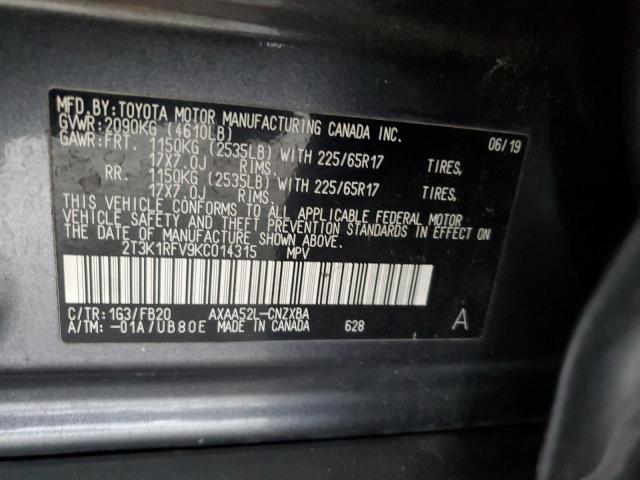 MFD.BY:TOYOTA MOTOR MANUFACTURING CANADA INC.
GVWR:2090KG (4610LB) 06/19
GAWR:FRT. 1150KG (2535LB) WITH 225/65R17 TIRES,
17X7.0J RIMS.
RR. 1150KG (2535LB) WITH 225/65R17 TIRES,
17X7.0J RIMS.
THIS VEHICLE CONFORMS TO ALL APPLICABLE FEDERAL MOTOR
VEHICLE SAFETY AND THEFT PREVENTION STANDARDS IN EFFECT ON
THE DATE OF MANUFACTURE SHOWN ABOVE.
2T3K1RFV9KC014315 MPV
C/TR:1G3/FB20 AXAA52L-CNZXBA
A/TM:-01A/UB80E MADE IN CANADA 628 A